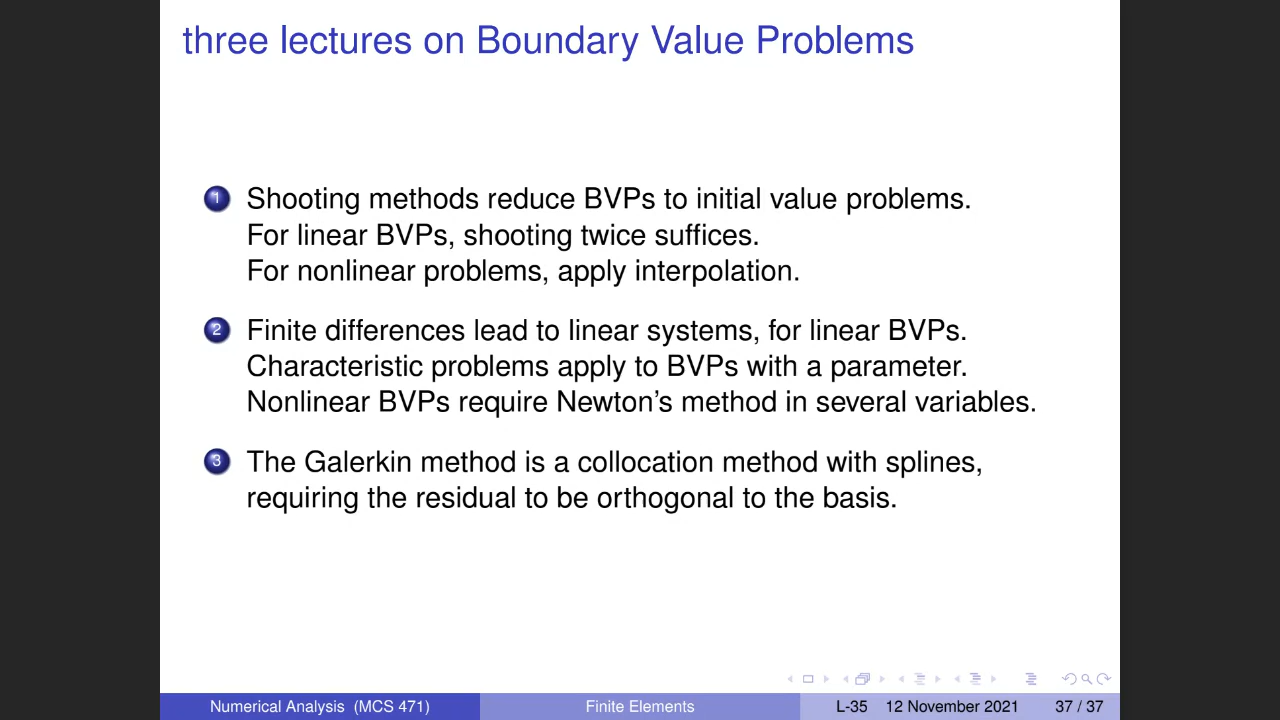 three lectures on Boundary Value Problems
1 Shooting methods reduce BVPs to initial value problems.
For linear BVPs, shooting twice suffices.
For nonlinear problems, apply interpolation.
2 Finite differences lead to linear systems, for linear BVPs.
Characteristic problems apply to BVPs with a parameter.
Nonlinear BVPs require Newton's method in several variables.
3 The Galerkin method is a collocation method with splines,
requiring the residual to be orthogonal to the basis.
Numerical Analysis (MCS 471) Finite Elements L-35 12 November 2021 37 / 37